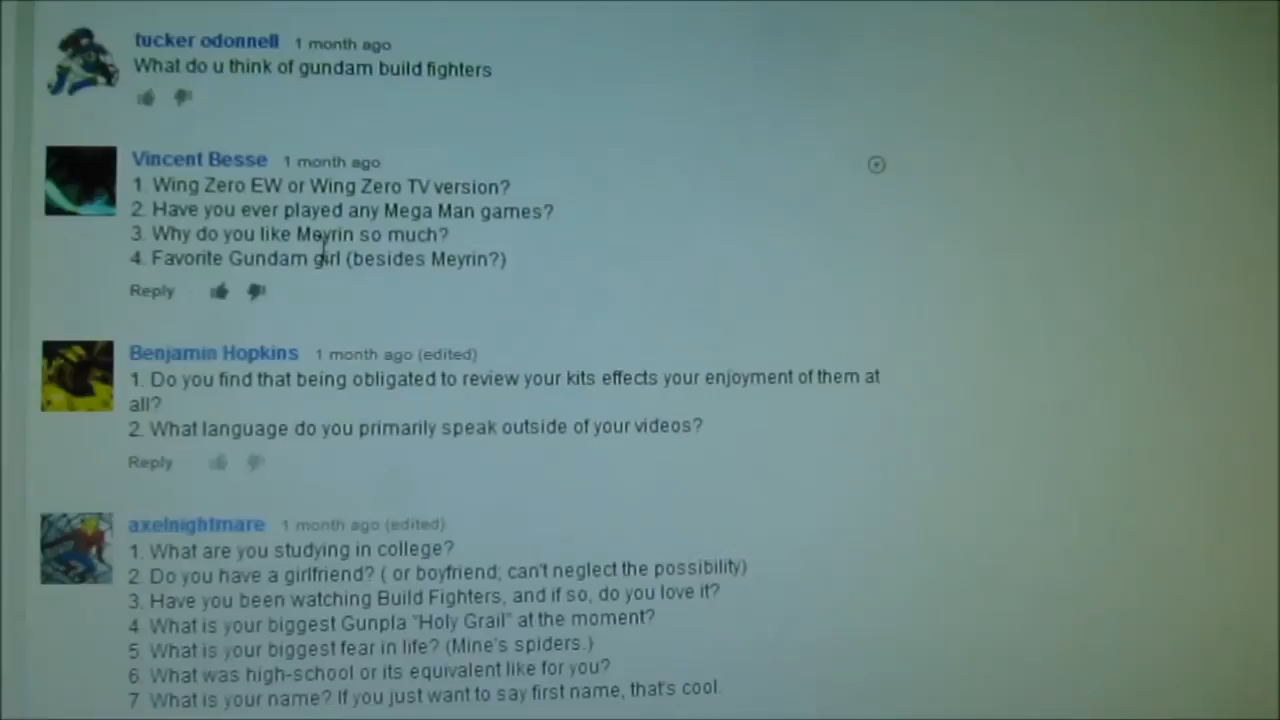 tucker odonnell 1 month ago
What do u think of gundam build fighters
Vincent Besse 1 month ago
1. Wing Zero EW or Wing Zero TV version?
2. Have you ever played any Mega Man games?
3. Why do you like Meyrin so much?
4. Favorite Gundam girl (besides Meyrin?)
Reply
Benjamin Hopkins 1 month ago (edited)
1. Do you find that being obligated to review your kits effects your enjoyment of them at
all?
2. What language do you primarily speak outside of your videos?
Reply
axelnightmare 1 month ago (edited)
1. What are you studying in college?
2. Do you have a girlfriend? ( or boyfriend; can't neglect the possibility)
3. Have you been watching Build Fighters, and if so, do you love it?
4. What is your biggest Gunpla "Holy Grail" at the moment?
5. What is your biggest fear in life? (Mine's spiders.)
6. What was high-school or its equivalent like for you?
7. What is your name? If you just want to say first name, that's cool.